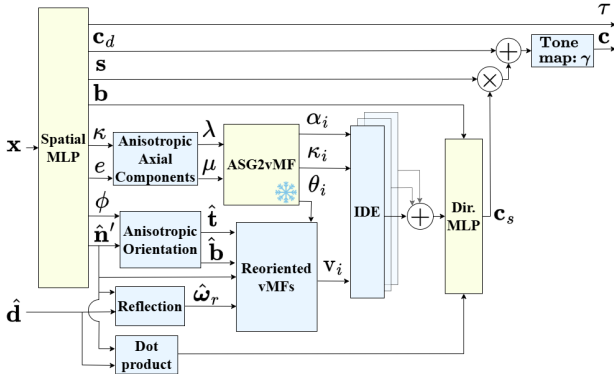 τ
c_d
Tone
map: γ
c
s
b
x
Spatial
MLP
κ
e
Anisotropic
Axial
Components
λ
μ
ASG2vMF
α_i
κ_i
θ_i
IDE
Dir.
MLP
c_s
ϕ
n̂′
Anisotropic
Orientation
t̂
b̂
Reoriented
vMFs
v_i
d̂
Reflection
ω̂_r
Dot
product